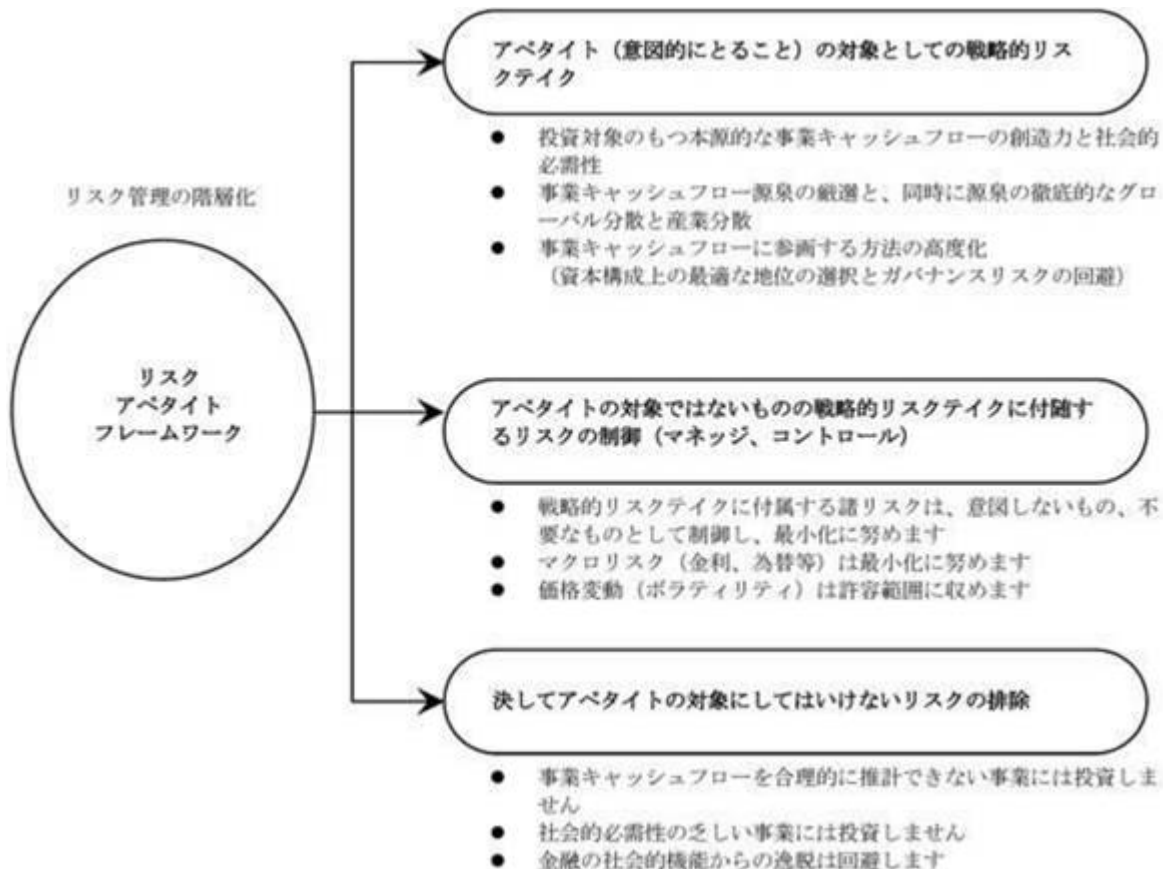 リスク管理の階層化
リスク
アペタイト
フレームワーク
アペタイト（意図的にとること）の対象としての戦略的リス
クテイク
● 投資対象のもつ本源的な事業キャッシュフローの創造力と社会的
必需性
● 事業キャッシュフロー源泉の厳選と、同時に源泉の徹底的なグロ
ーバル分散と産業分散
● 事業キャッシュフローに参画する方法の高度化
（資本構成上の最適な地位の選択とガバナンスリスクの回避）
アペタイトの対象ではないものの戦略的リスクテイクに付随す
るリスクの制御（マネッジ、コントロール）
● 戦略的リスクテイクに付属する諸リスクは、意図しないもの、不
要なものとして制御し、最小化に努めます
● マクロリスク（金利、為替等）は最小化に努めます
● 価格変動（ボラティリティ）は許容範囲に収めます
決してアペタイトの対象にしてはいけないリスクの排除
● 事業キャッシュフローを合理的に推計できない事業には投資しま
せん
● 社会的必需性の乏しい事業には投資しません
● 金融の社会的機能からの逸脱は回避します